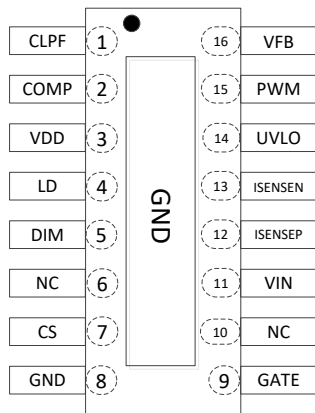 CLPF 1 16 VFB
COMP 2 15 PWM
VDD 3 14 UVLO
LD 4 13 ISENSEN
DIM 5 12 ISENSEP
NC 6 11 VIN
CS 7 10 NC
GND 8 9 GATE
GND